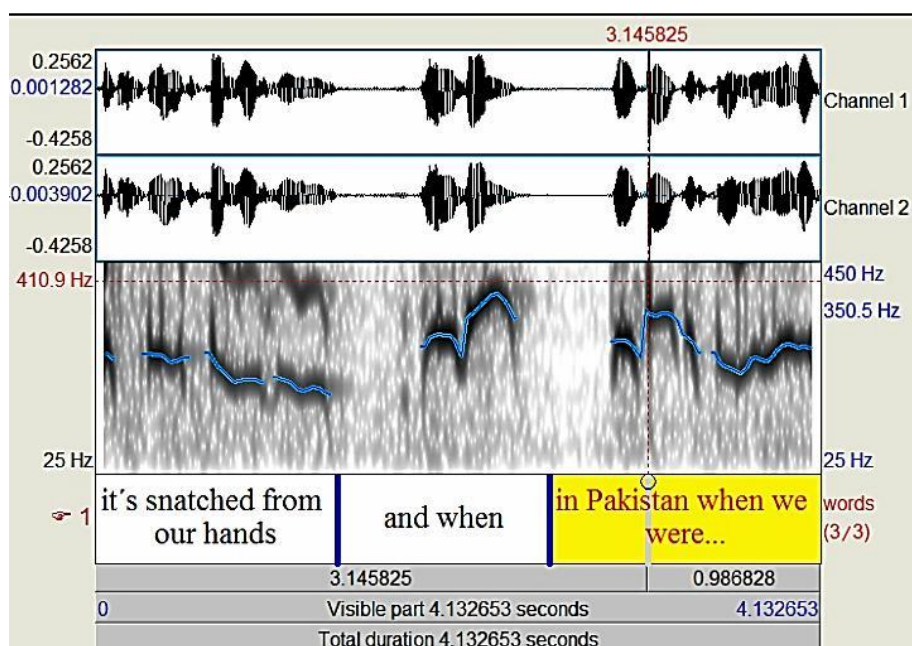 3.145825
0.2562
0.001282
-0.4258
Channel 1
0.2562
0.003902
-0.4258
Channel 2
410.9 Hz
450 Hz
350.5 Hz
25 Hz
25 Hz
1
it´s snatched from
our hands
and when
in Pakistan when we
were...
words
(3/3)
3.145825
0.986828
0
Visible part 4.132653 seconds
4.132653
Total duration 4.132653 seconds